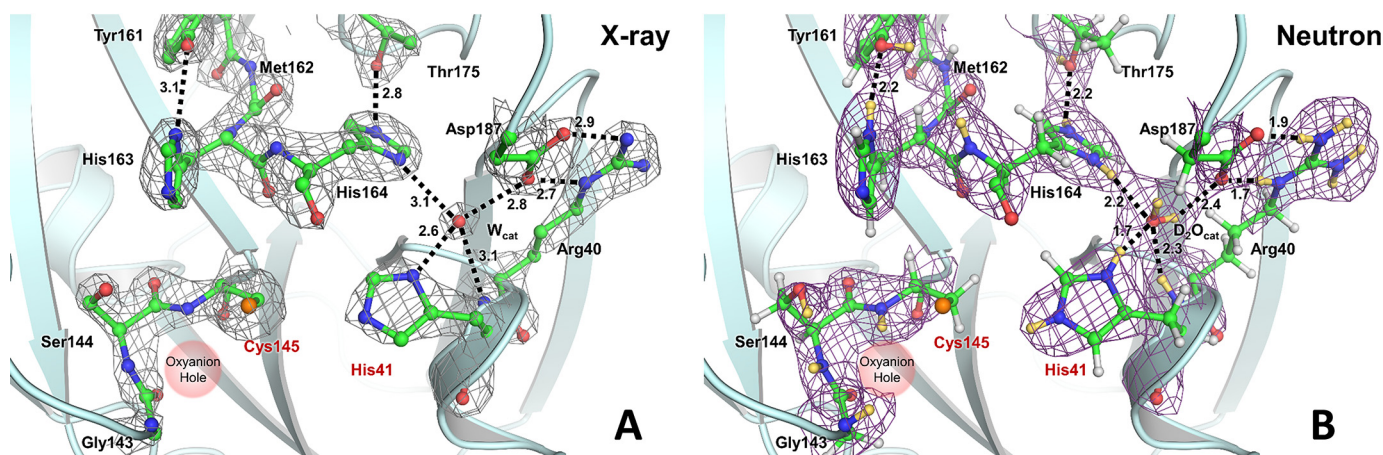 X-ray
Tyr161
Met162
Thr175
3.1
2.8
Asp187
2.9
His163
His164
3.1
2.8
2.7
Wcat
2.6
3.1
Arg40
Ser144
Cys145
Oxyanion
Hole
His41
Gly143
A
Neutron
Tyr161
Met162
Thr175
2.2
2.2
Asp187
1.9
His163
His164
2.2
2.4
1.7
1.7
D2Ocat
2.3
Arg40
Ser144
Cys145
Oxyanion
Hole
His41
Gly143
B